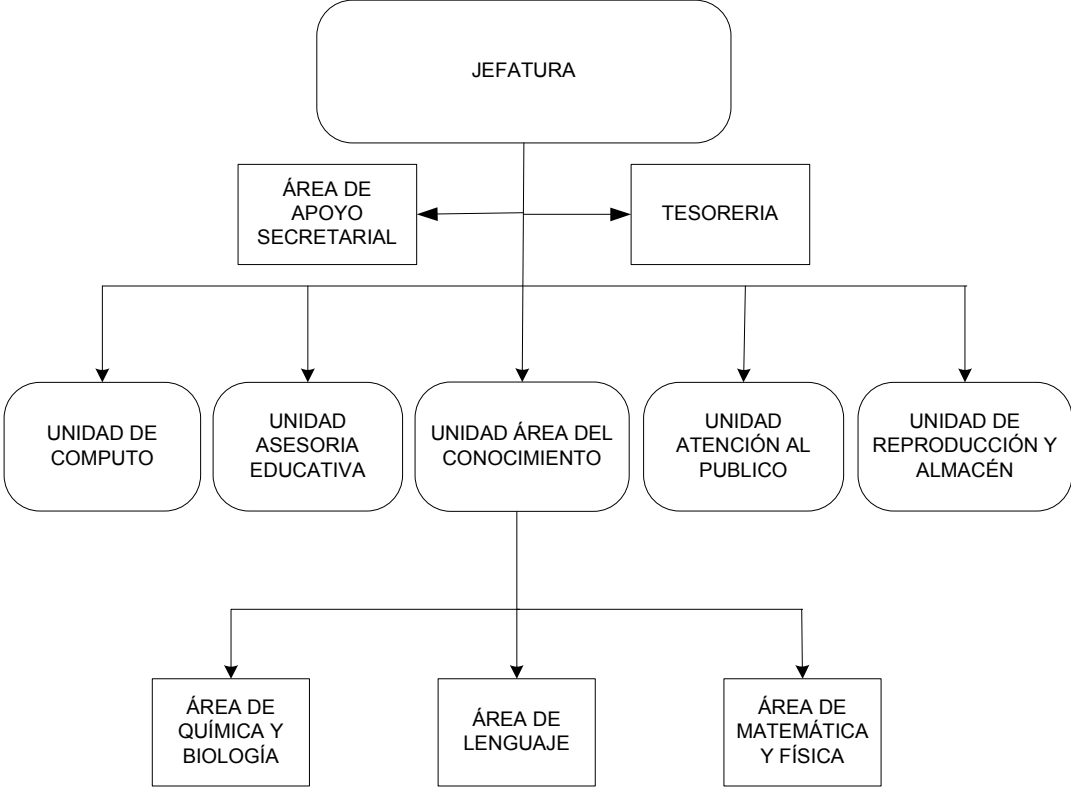 JEFATURA
ÁREA DE
APOYO
SECRETARIAL
TESORERIA
UNIDAD DE
COMPUTO
UNIDAD
ASESORIA
EDUCATIVA
UNIDAD ÁREA DEL
CONOCIMIENTO
UNIDAD
ATENCIÓN AL
PUBLICO
UNIDAD DE
REPRODUCCIÓN Y
ALMACÉN
ÁREA DE
QUÍMICA Y
BIOLOGÍA
ÁREA DE
LENGUAJE
ÁREA DE
MATEMÁTICA
Y FÍSICA